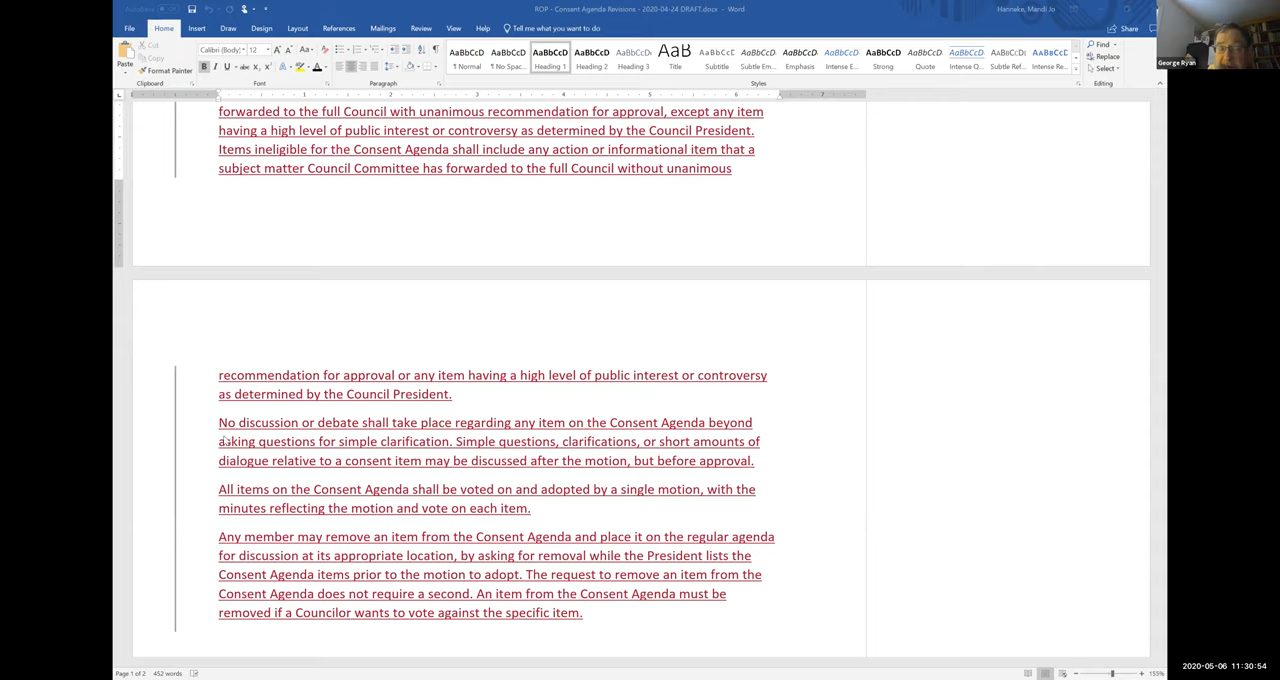 ROP - Consent Agenda Revisions - 2020-04-24 DRAFT.docx - Word
Hanneke, Mandi Jo
File Home Insert Draw Design Layout References Mailings Review View Help Tell me what you want to do
Share
George Ryan
Paste
Cut
Copy
Format Painter
Clipboard
Calibri (Body) 12
Font
Paragraph
AaBbCcD AaBbCcD AaBbCcD AaBbCcD AaBbCcD AaB AaBbCcD AaBbCcD AaBbCcD AaBbCcD AaBbCcD AaBbCcD AaBbCcD AaBbCcD AaBbCcD
¶ Normal ¶ No Spac... Heading 1 Heading 2 Heading 3 Title Subtitle Subtle Em... Emphasis Intense E... Strong Quote Intense Q... Subtle Ref... Intense Re...
Styles
Find
Replace
Select
Editing
1 2 3 4 5 6 7
forwarded to the full Council with unanimous recommendation for approval, except any item
having a high level of public interest or controversy as determined by the Council President.
Items ineligible for the Consent Agenda shall include any action or informational item that a
subject matter Council Committee has forwarded to the full Council without unanimous
recommendation for approval or any item having a high level of public interest or controversy
as determined by the Council President.
No discussion or debate shall take place regarding any item on the Consent Agenda beyond
asking questions for simple clarification. Simple questions, clarifications, or short amounts of
dialogue relative to a consent item may be discussed after the motion, but before approval.
All items on the Consent Agenda shall be voted on and adopted by a single motion, with the
minutes reflecting the motion and vote on each item.
Any member may remove an item from the Consent Agenda and place it on the regular agenda
for discussion at its appropriate location, by asking for removal while the President lists the
Consent Agenda items prior to the motion to adopt. The request to remove an item from the
Consent Agenda does not require a second. An item from the Consent Agenda must be
removed if a Councilor wants to vote against the specific item.
Page 1 of 2 452 words
155%
2020-05-06 11:30:54